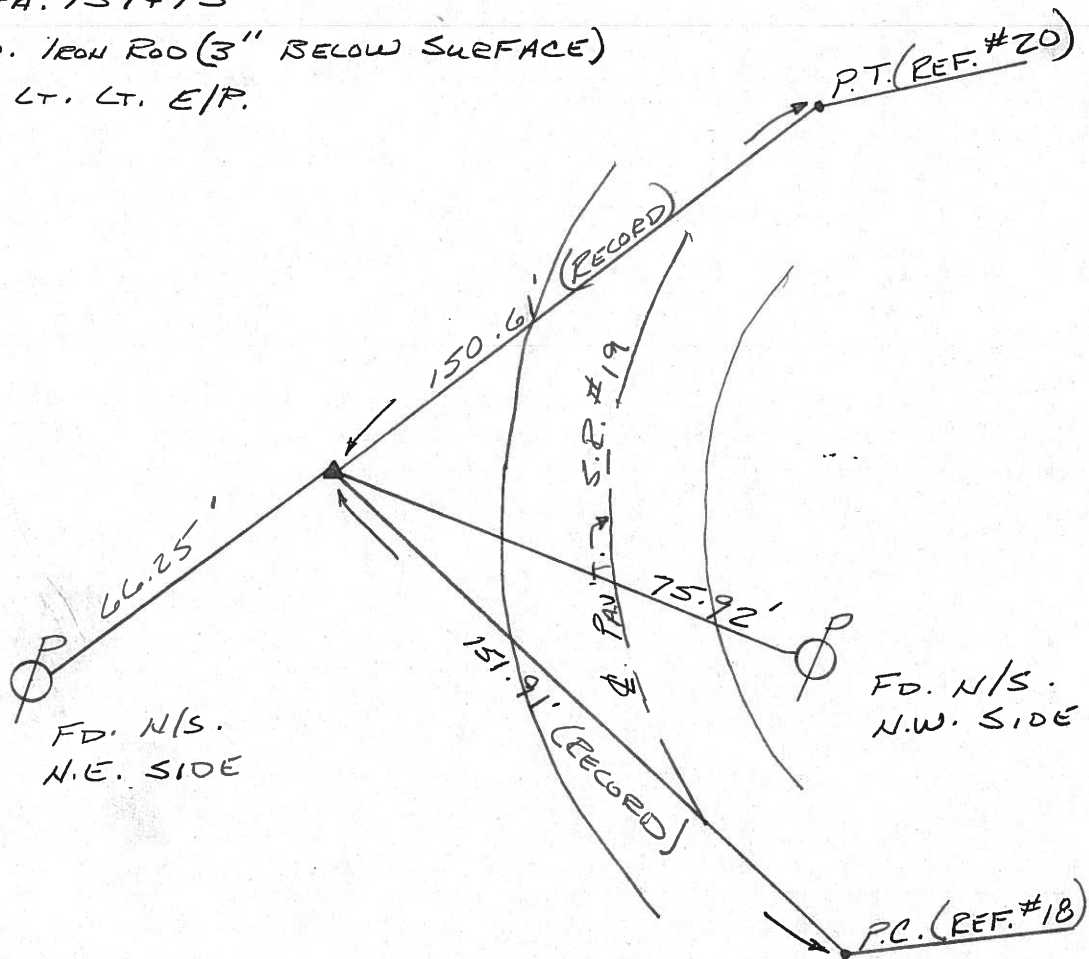 IRON ROD (3" BELOW SURFACE)
LT. LT. E/P.
P.T. (REF. #20)
150.61' (RECORD)
66.25'
℄ PAV'T. S.R. #19
75.92'
151.91' (RECORD)
P
FD. N/S.
N.E. SIDE
P
FD. N/S.
N.W. SIDE
P.C. (REF. #18)